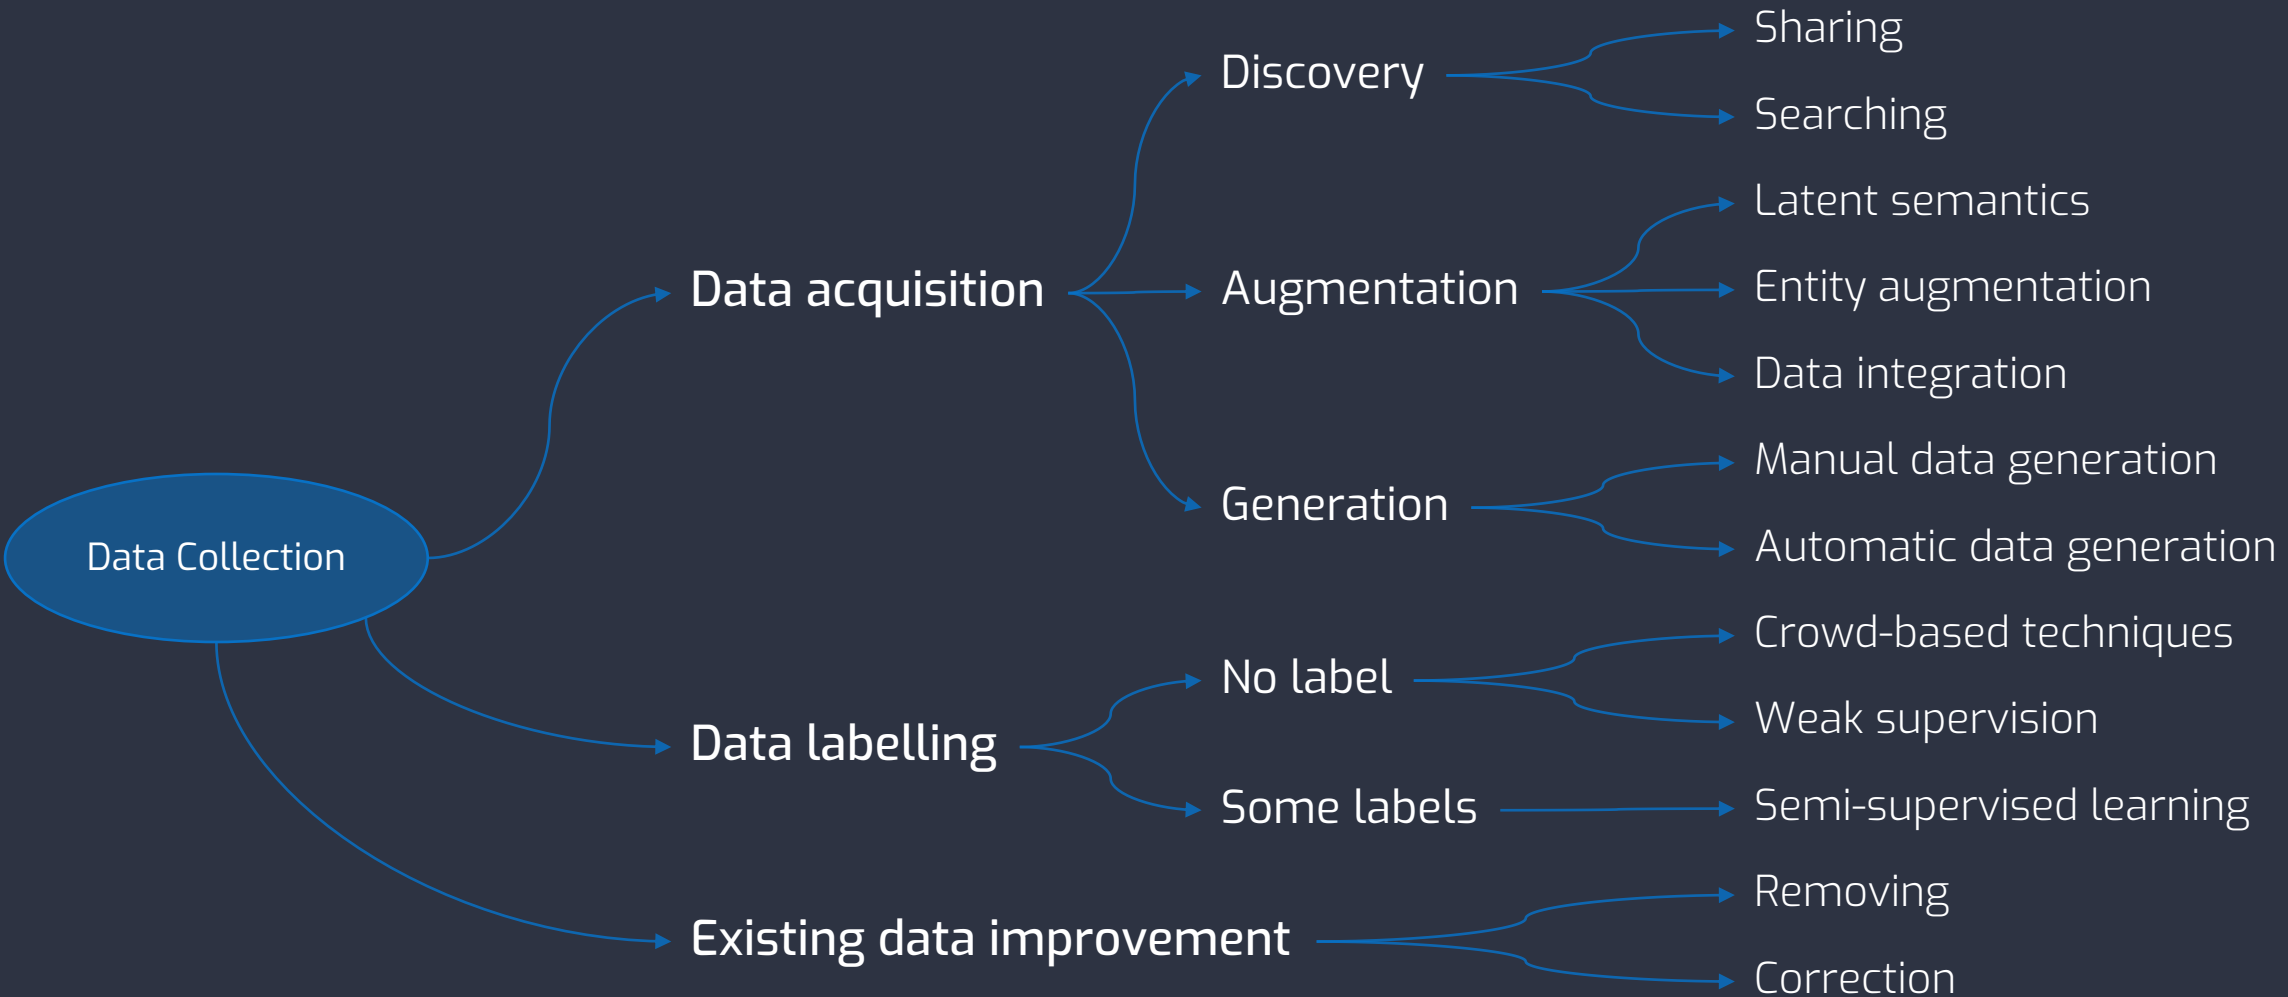 Data Collection
Data acquisition
Discovery
Sharing
Searching
Augmentation
Latent semantics
Entity augmentation
Data integration
Generation
Manual data generation
Automatic data generation
Data labelling
No label
Crowd-based techniques
Weak supervision
Some labels
Semi-supervised learning
Existing data improvement
Removing
Correction